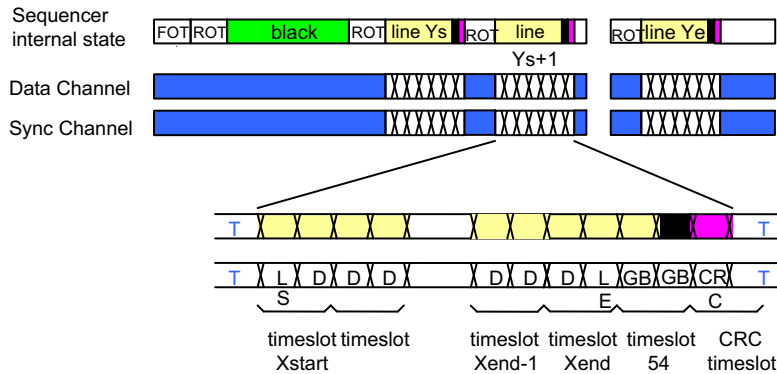 Sequencer
internal state
FOT ROT black ROT line Ys ROT line ROT line Ye
Ys+1
Data Channel
Sync Channel
T T
T L D D D D D D L GB GB CR T
S E C
timeslot timeslot timeslot timeslot timeslot CRC
Xstart Xend-1 Xend 54 timeslot